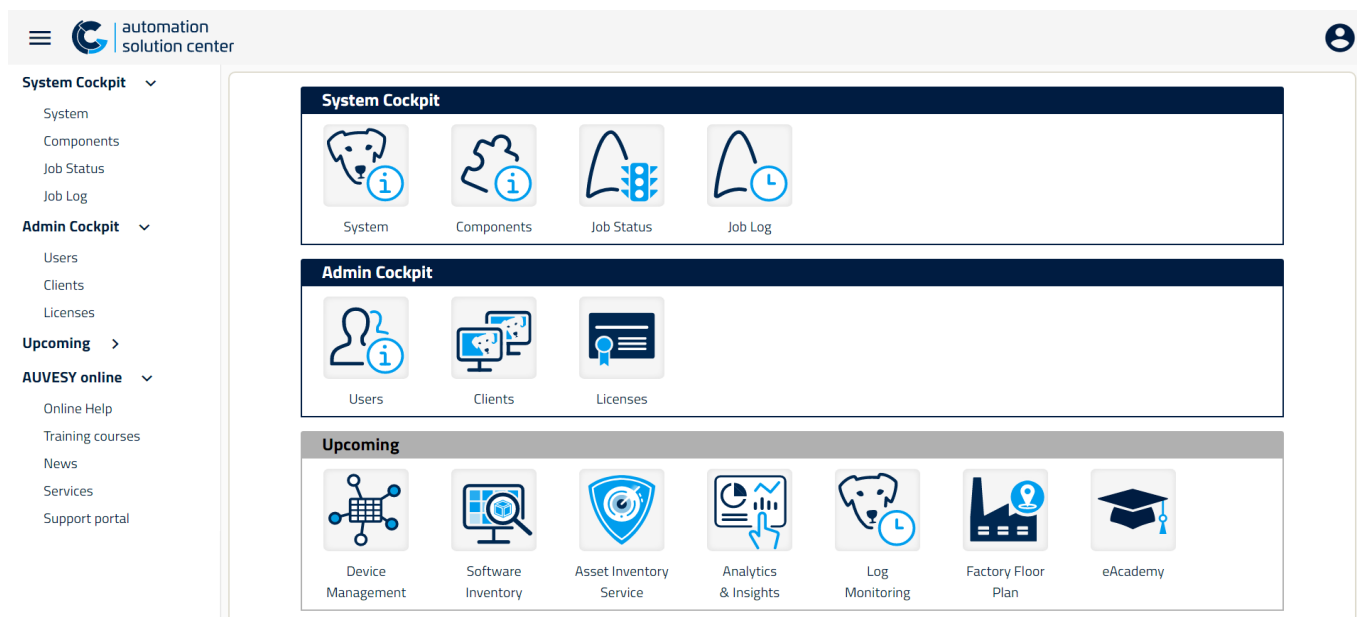 automation
solution center
System Cockpit
System
Components
Job Status
Job Log
Admin Cockpit
Users
Clients
Licenses
Upcoming
AUVESY online
Online Help
Training courses
News
Services
Support portal
System Cockpit
System
Components
Job Status
Job Log
Admin Cockpit
Users
Clients
Licenses
Upcoming
Device
Management
Software
Inventory
Asset Inventory
Service
Analytics
& Insights
Log
Monitoring
Factory Floor
Plan
eAcademy